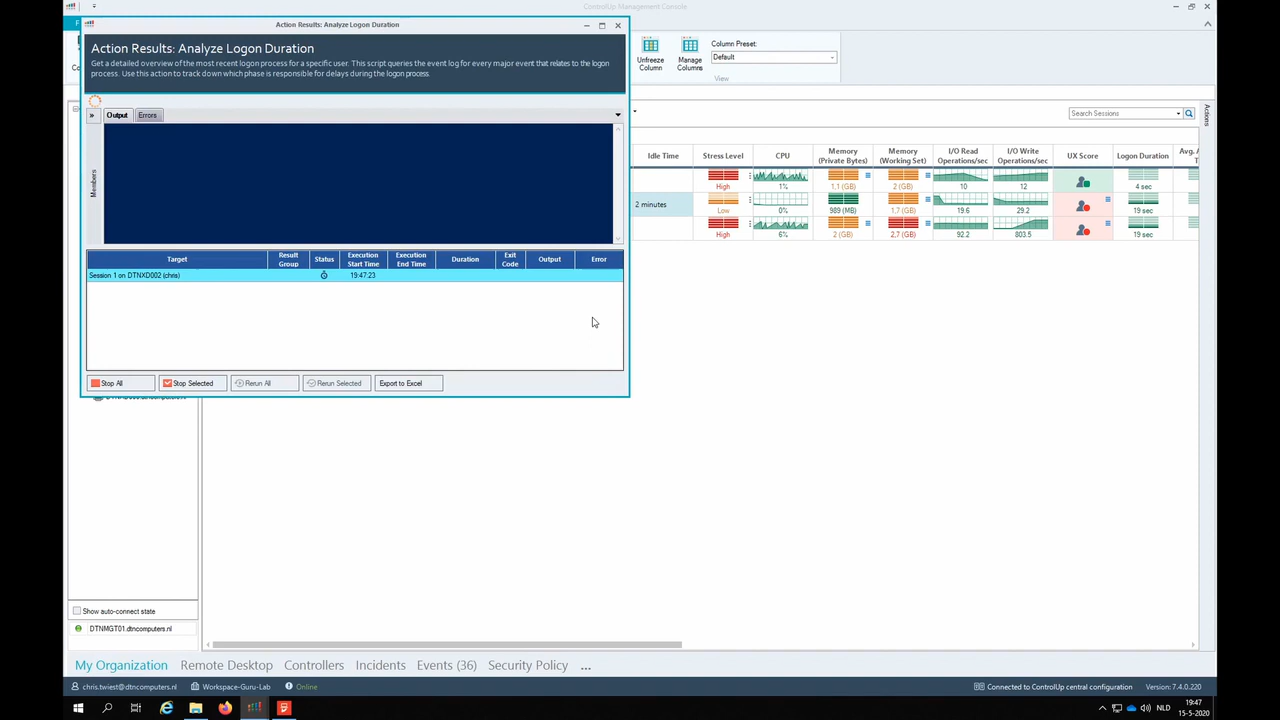 ControlUp Management Console
F
Action Results: Analyze Logon Duration
Action Results: Analyze Logon Duration
Get a detailed overview of the most recent logon process for a specific user. This script queries the event log for every major event that relates to the logon
process. Use this action to track down which phase is responsible for delays during the logon process.
Output
Errors
Members
Unfreeze
Column
Manage
Columns
Column Preset:
Default
View
Search Sessions
Actions
Idle Time
Stress Level
CPU
Memory
(Private Bytes)
Memory
(Working Set)
I/O Read
Operations/sec
I/O Write
Operations/sec
UX Score
Logon Duration
Avg.
High
1%
1,1 (GB)
2 (GB)
10
12
4 sec
2 minutes
Low
0%
989 (MB)
1,7 (GB)
19.6
29.2
19 sec
High
6%
2 (GB)
2,7 (GB)
92.2
803.5
19 sec
Target
Result
Group
Status
Execution
Start Time
Execution
End Time
Duration
Exit
Code
Output
Error
Session 1 on DTNXD002 (chris)
19:47:23
Stop All
Stop Selected
Rerun All
Rerun Selected
Export to Excel
Show auto-connect state
DTNMGT01.dtncomputers.nl
My Organization
Remote Desktop
Controllers
Incidents
Events (36)
Security Policy
...
chris.twiest@dtncomputers.nl
Workspace-Guru-Lab
Online
Connected to ControlUp central configuration
Version: 7.4.0.220
NLD
19:47
15-5-2020